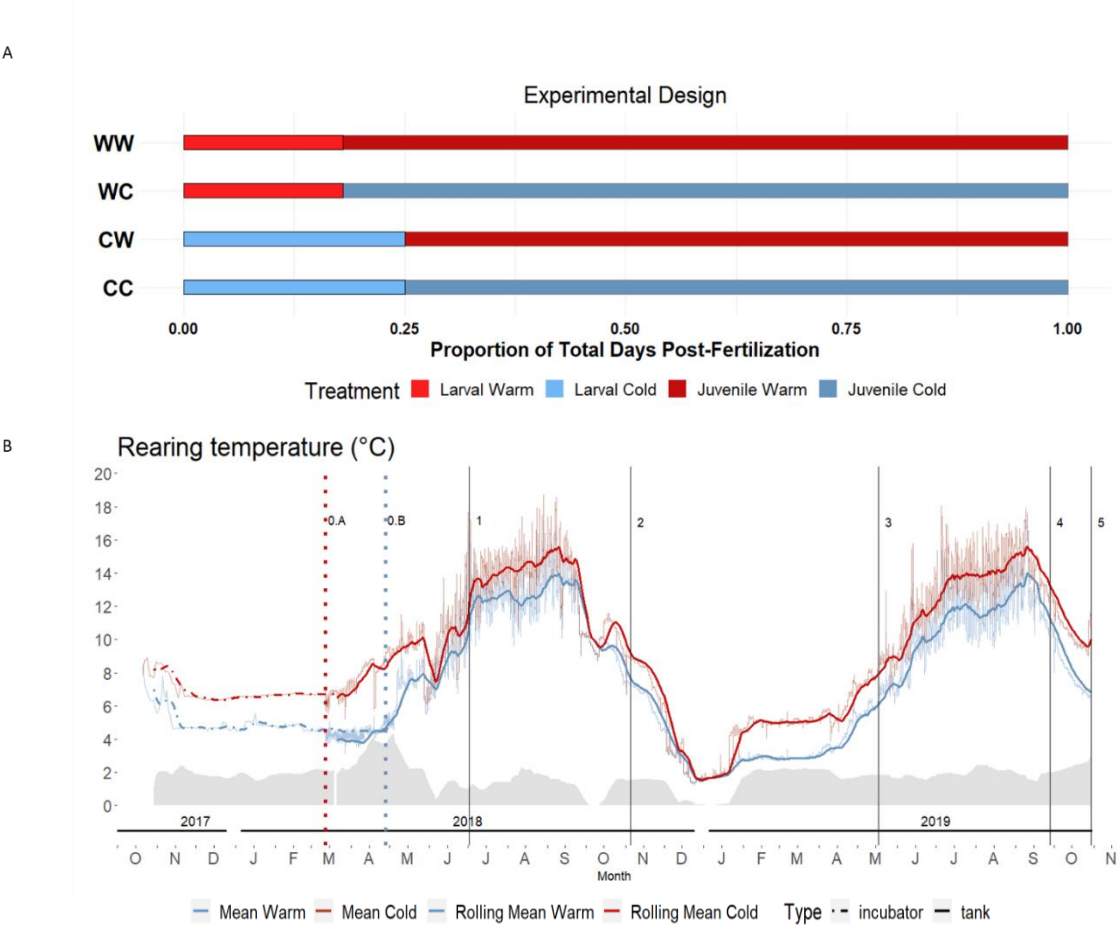 A
Experimental Design
WW
WC
CW
CC
0.00 0.25 0.50 0.75 1.00
Proportion of Total Days Post-Fertilization
Treatment Larval Warm Larval Cold Juvenile Warm Juvenile Cold
B
Rearing temperature (°C)
20
18
16
14
12
10
8
6
4
2
0
0.A 0.B 1 2 3 4 5
2017 2018 2019
O N D J F M A M J J A S O N D J F M A M J J A S O N
Month
Mean Warm Mean Cold Rolling Mean Warm Rolling Mean Cold Type incubator tank